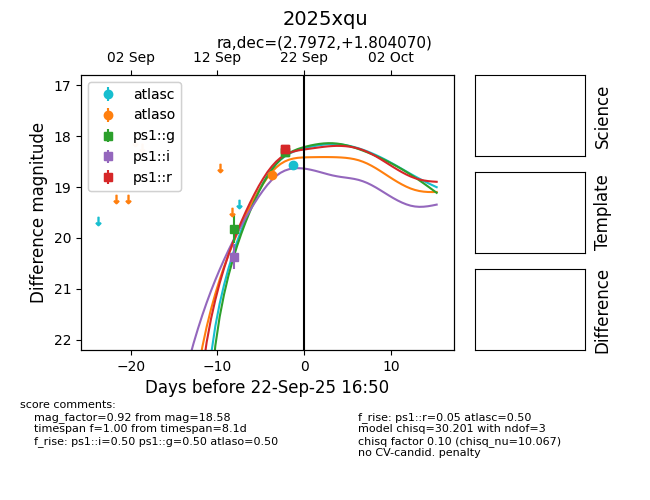 2025xqu
ra,dec=(2.7972,+1.804070)
02 Sep 12 Sep 22 Sep 02 Oct
17
18
19
20
21
22
Difference magnitude
atlasc
atlaso
ps1::g
ps1::i
ps1::r
−20 −10 0 10
Days before 22-Sep-25 16:50
Science
Template
Difference
score comments:
mag_factor=0.92 from mag=18.58
timespan f=1.00 from timespan=8.1d
f_rise: ps1::i=0.50 ps1::g=0.50 atlaso=0.50
f_rise: ps1::r=0.05 atlasc=0.50
model chisq=30.201 with ndof=3
chisq factor 0.10 (chisq_nu=10.067)
no CV-candid. penalty